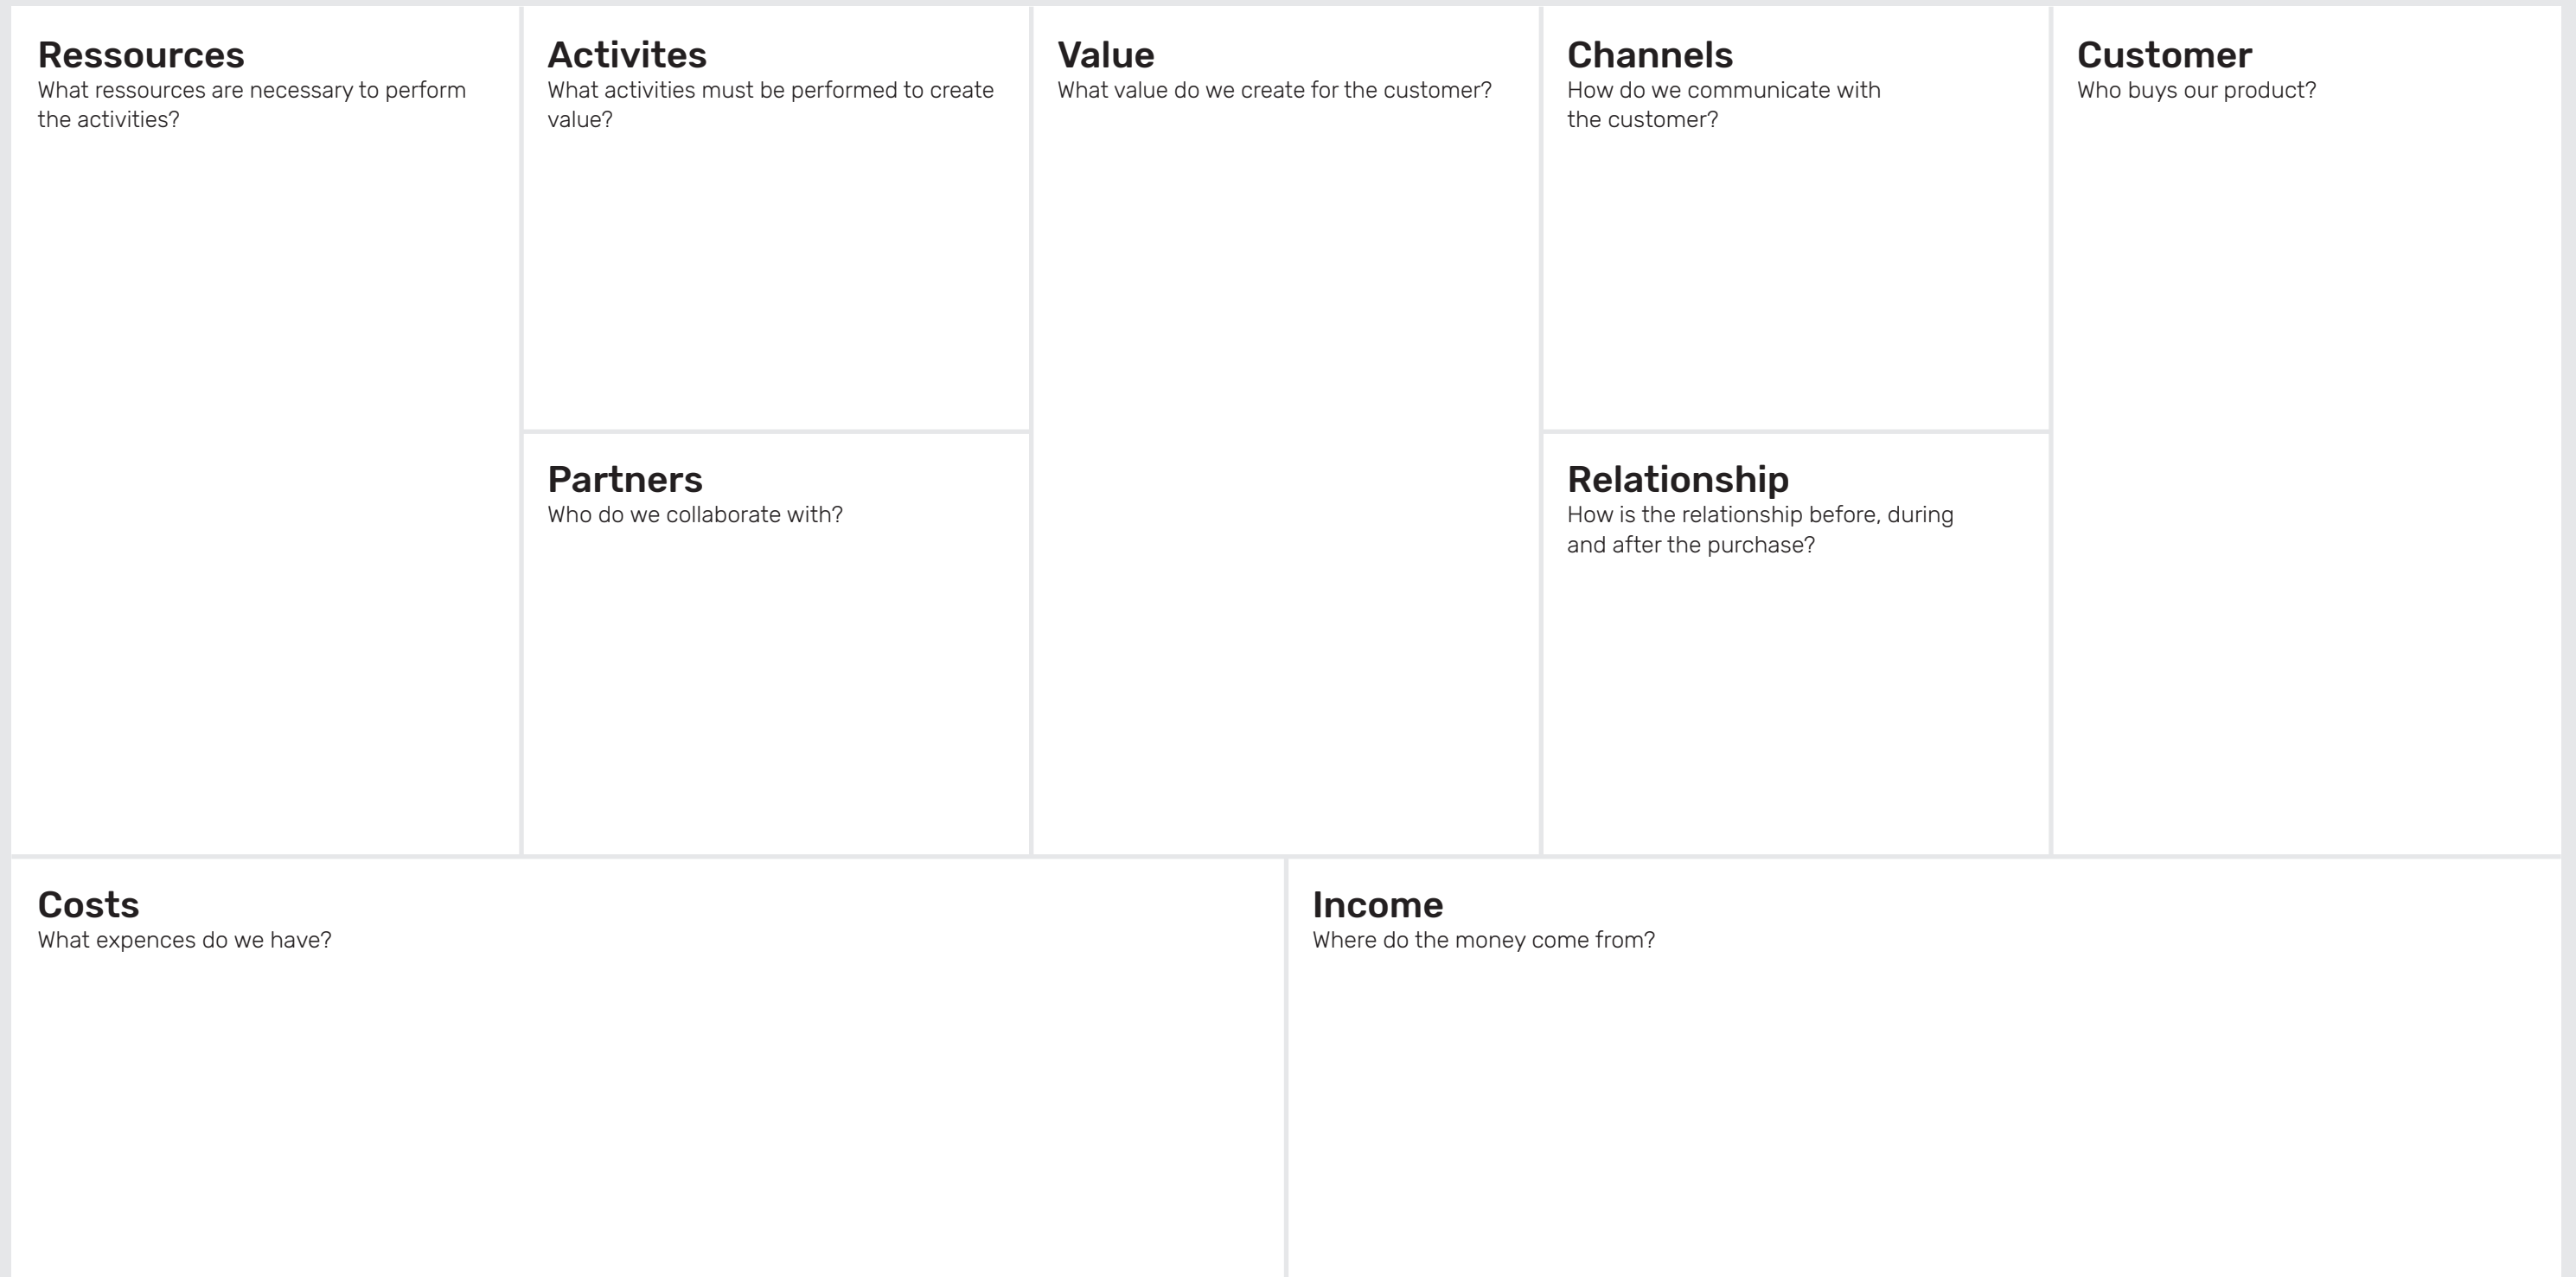 Ressources
What ressources are necessary to perform
the activities?
Activites
What activities must be performed to create
value?
Partners
Who do we collaborate with?
Value
What value do we create for the customer?
Channels
How do we communicate with
the customer?
Relationship
How is the relationship before, during
and after the purchase?
Customer
Who buys our product?
Costs
What expences do we have?
Income
Where do the money come from?